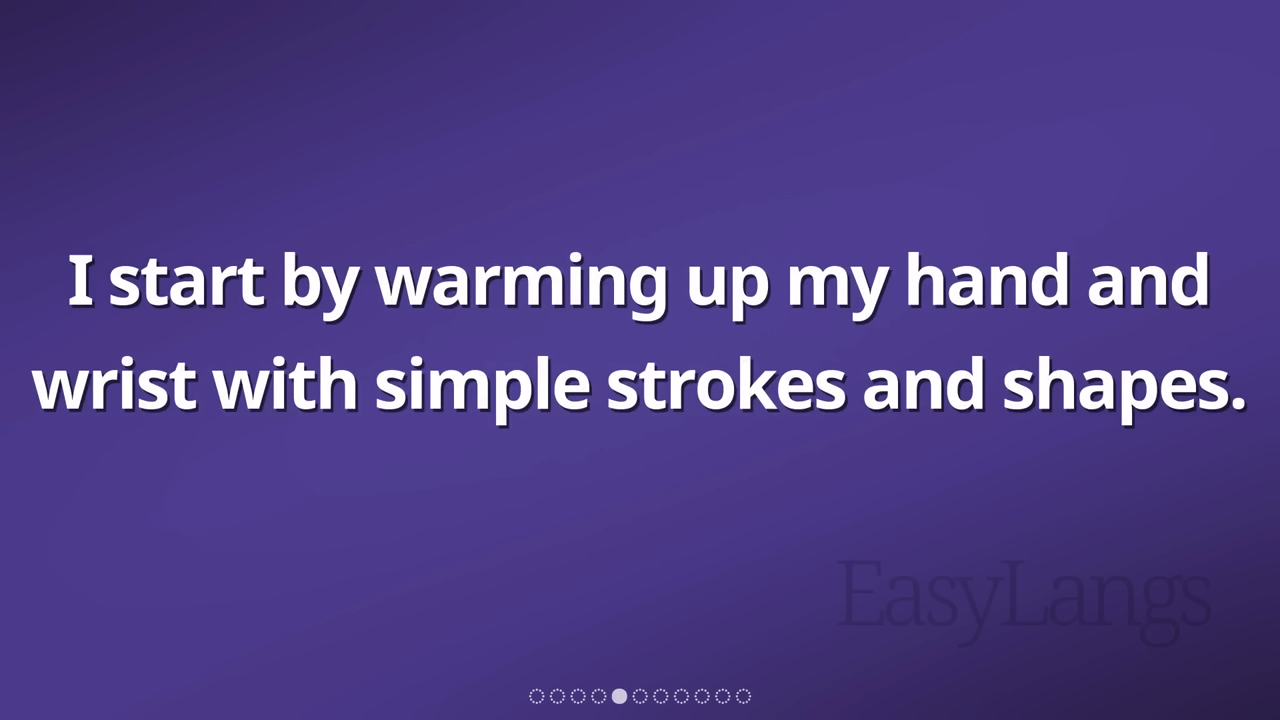 I start by warming up my hand and
wrist with simple strokes and shapes.
EasyLangs